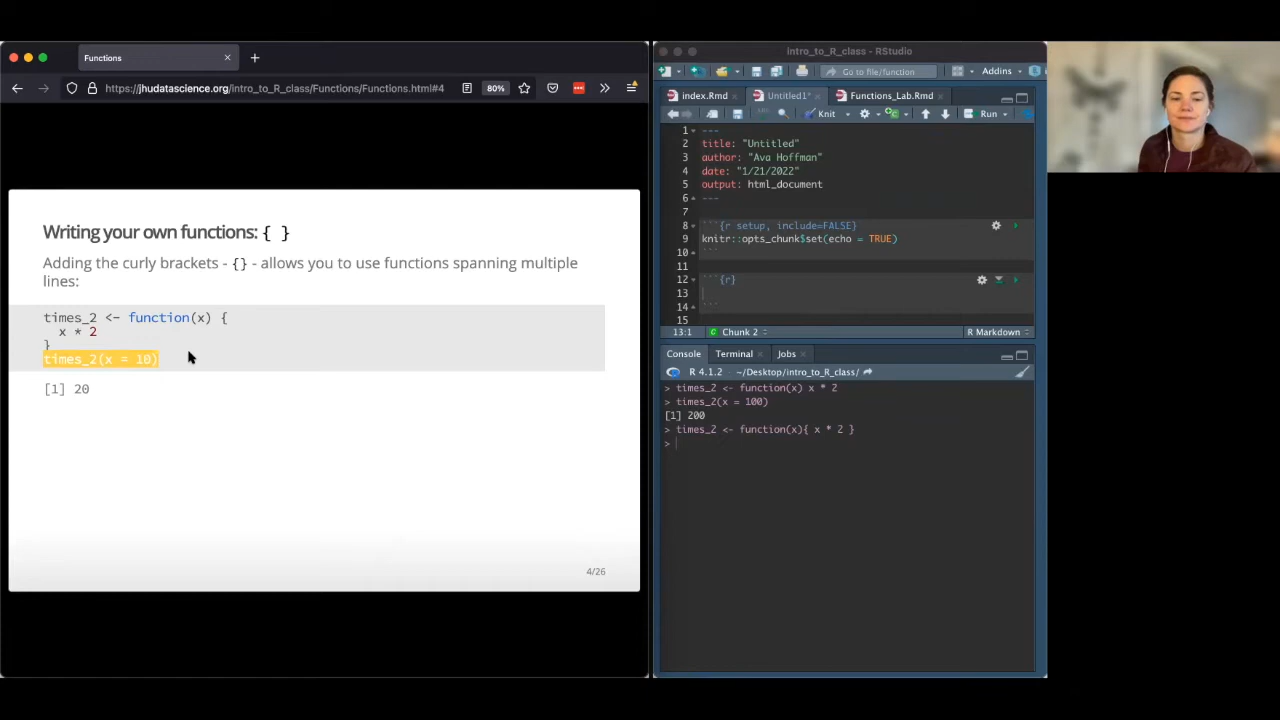 Functions
https://jhudatascience.org/intro_to_R_class/Functions/Functions.html#4
80%
Writing your own functions: { }
Adding the curly brackets - {} - allows you to use functions spanning multiple
lines:
times_2 <- function(x) {
x * 2
}
times_2(x = 10)
[1] 20
4/26
intro_to_R_class - RStudio
Go to file/function
Addins
index.Rmd
Untitled1*
Functions_Lab.Rmd
Knit
Run
1 ---
2 title: "Untitled"
3 author: "Ava Hoffman"
4 date: "1/21/2022"
5 output: html_document
6 ---
7
8 ```{r setup, include=FALSE}
9 knitr::opts_chunk$set(echo = TRUE)
10 ```
11
12 ```{r}
13
14 ```
15
13:1 Chunk 2 R Markdown
Console Terminal Jobs
R 4.1.2 · ~/Desktop/intro_to_R_class/
> times_2 <- function(x) x * 2
> times_2(x = 100)
[1] 200
> times_2 <- function(x){ x * 2 }
>